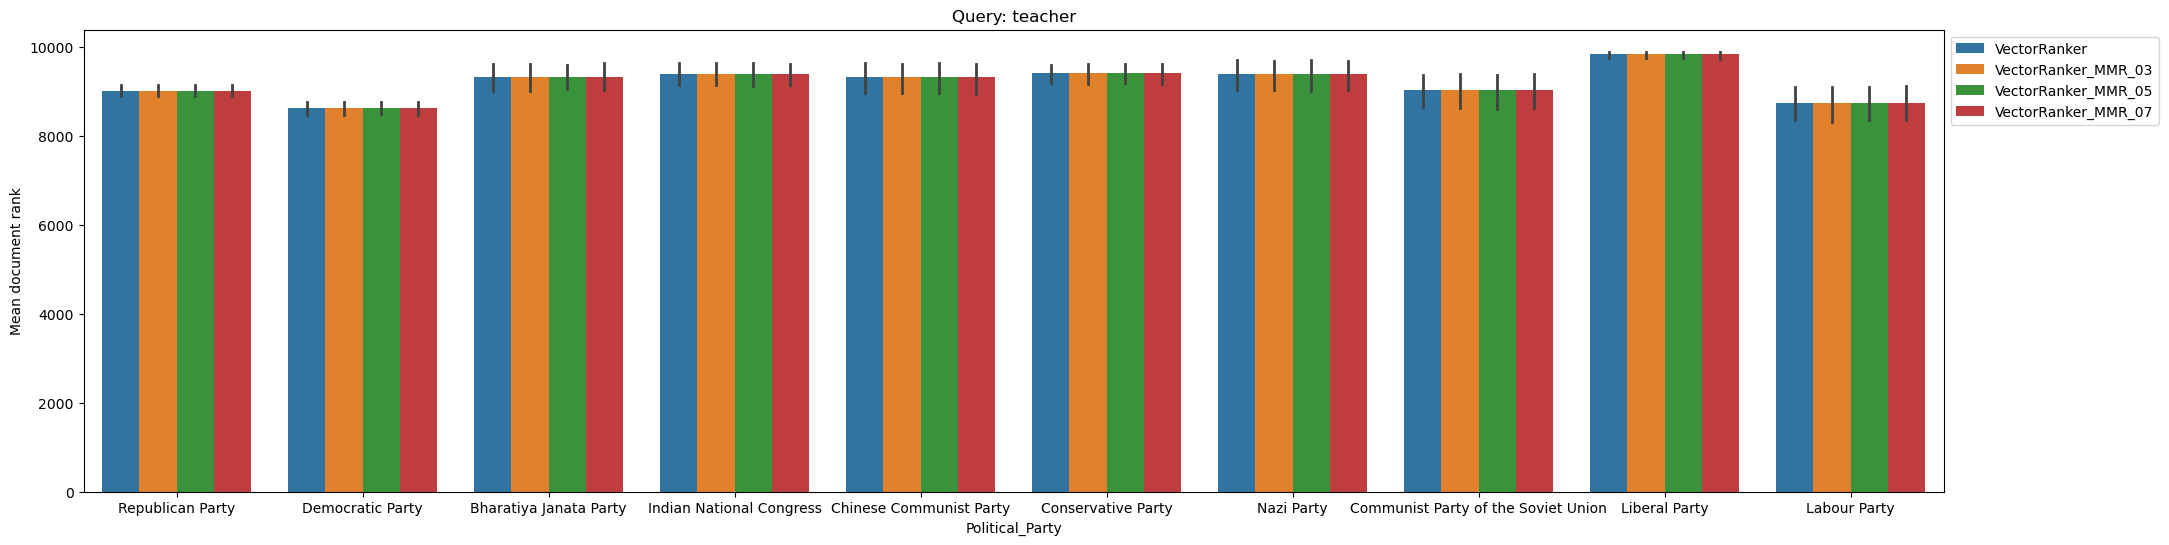 Query: teacher
10000
8000
6000
4000
2000
0
Mean document rank
Republican Party
Democratic Party
Bharatiya Janata Party
Indian National Congress
Chinese Communist Party
Conservative Party
Nazi Party
Communist Party of the Soviet Union
Liberal Party
Labour Party
Political_Party
VectorRanker
VectorRanker_MMR_03
VectorRanker_MMR_05
VectorRanker_MMR_07